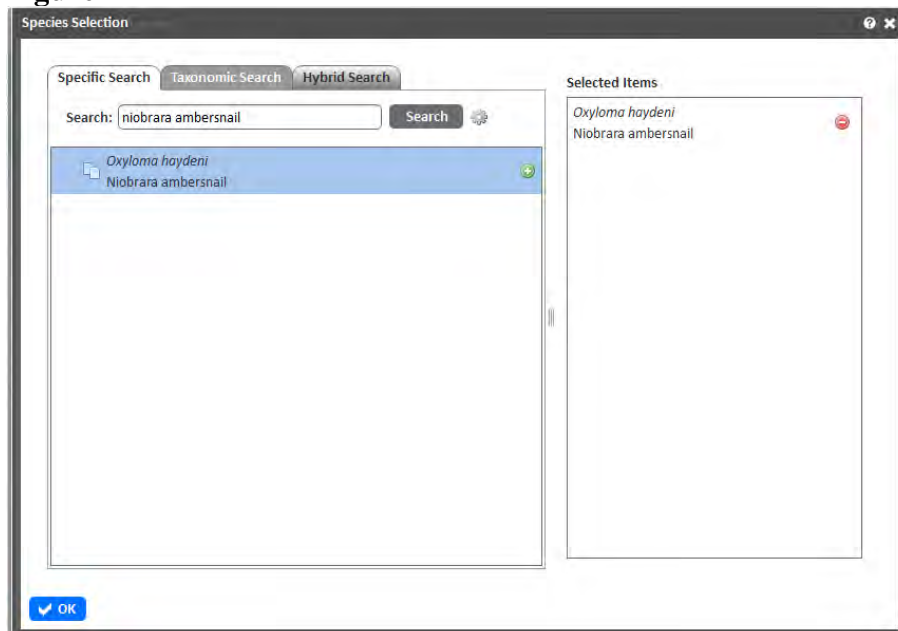 Species Selection
Specific Search Taxonomic Search Hybrid Search
Search: niobrara ambersnail Search
Oxyloma haydeni
Niobrara ambersnail
Selected Items
Oxyloma haydeni
Niobrara ambersnail
OK